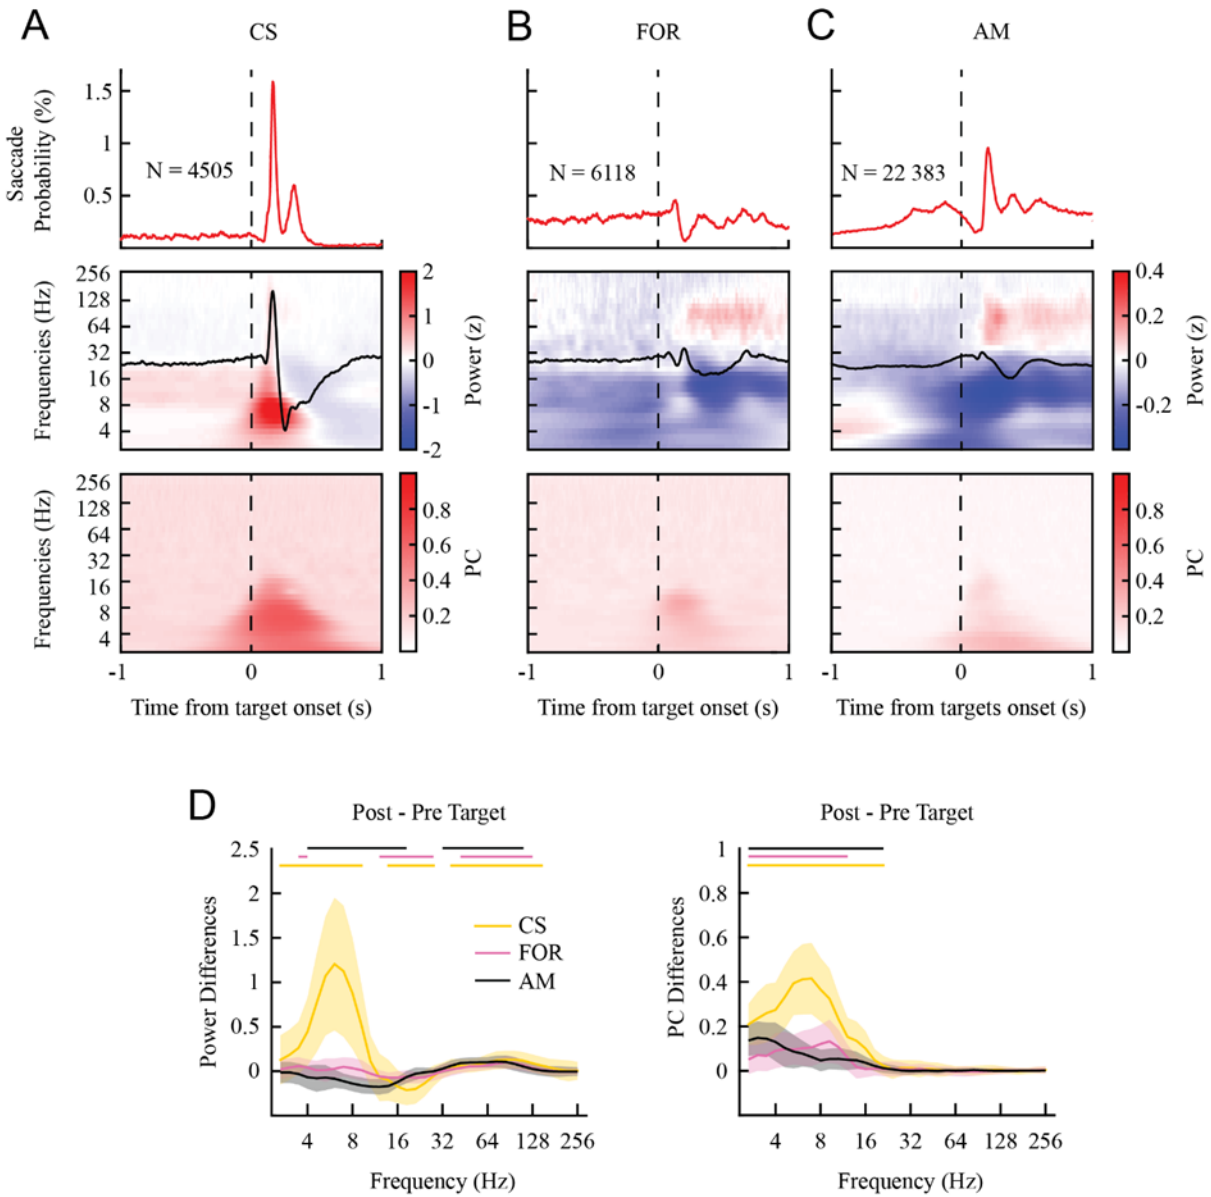 A
CS
B
FOR
C
AM
Saccade
Probability (%)
1.5
1
0.5
N = 4505
N = 6118
N = 22 383
Frequencies (Hz)
256
128
64
32
16
8
4
2
1
0
-1
-2
Power (z)
0.4
0.2
0
-0.2
Power (z)
Frequencies (Hz)
256
128
64
32
16
8
4
0.8
0.6
0.4
0.2
PC
0.8
0.6
0.4
0.2
PC
-1 0 1
-1 0 1
-1 0 1
Time from target onset (s)
Time from target onset (s)
Time from targets onset (s)
D
Post - Pre Target
Power Differences
2.5
2
1.5
1
0.5
0
CS
FOR
AM
4 8 16 32 64 128 256
Frequency (Hz)
Post - Pre Target
PC Differences
1
0.8
0.6
0.4
0.2
0
4 8 16 32 64 128 256
Frequency (Hz)